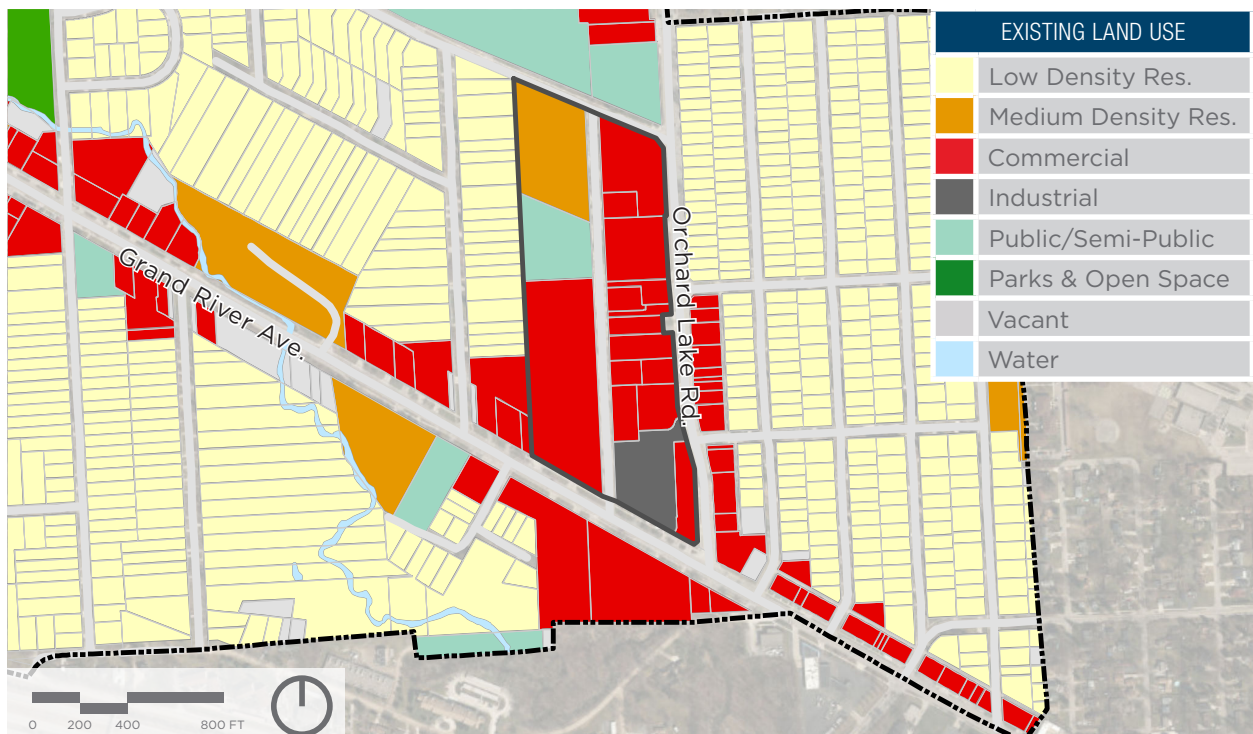 EXISTING LAND USE
Low Density Res.
Medium Density Res.
Commercial
Industrial
Public/Semi-Public
Parks & Open Space
Vacant
Water
Orchard Lake Rd.
Grand River Ave.
0 200 400 800 FT